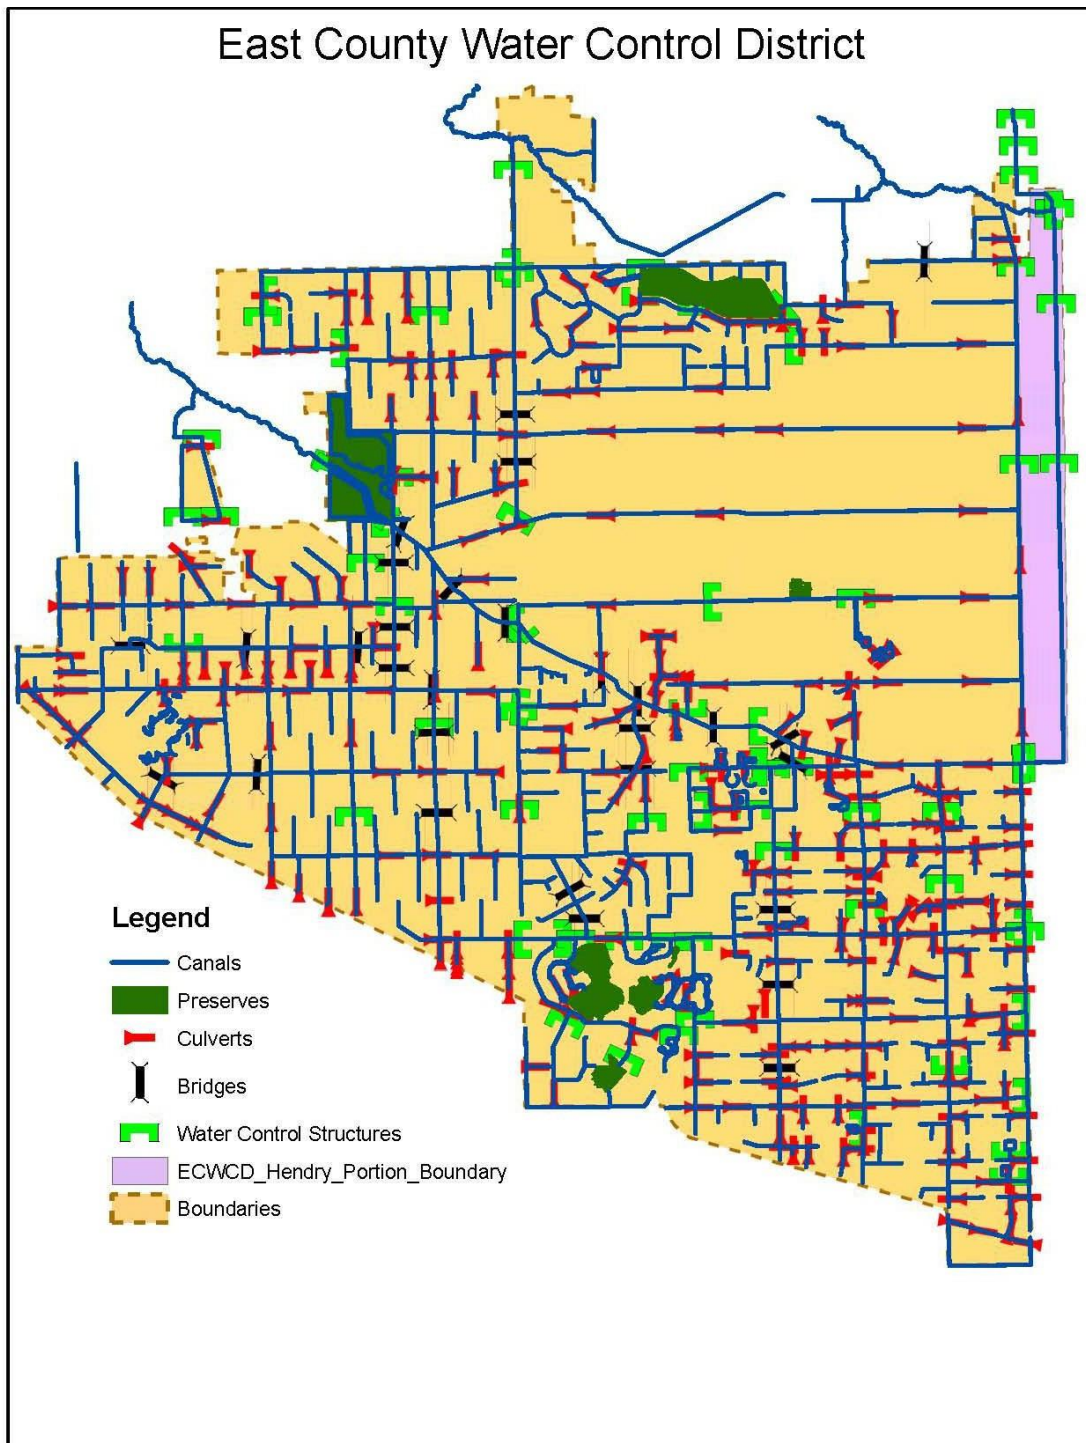 East County Water Control District
Legend
Canals
Preserves
Culverts
Bridges
Water Control Structures
ECWCD_Hendry_Portion_Boundary
Boundaries